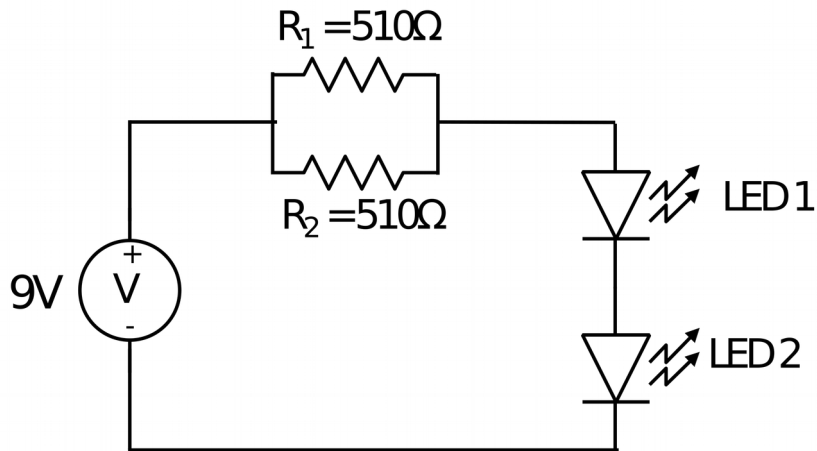 R₁ =510Ω
R₂ =510Ω
LED1
+
9V
V
-
LED2